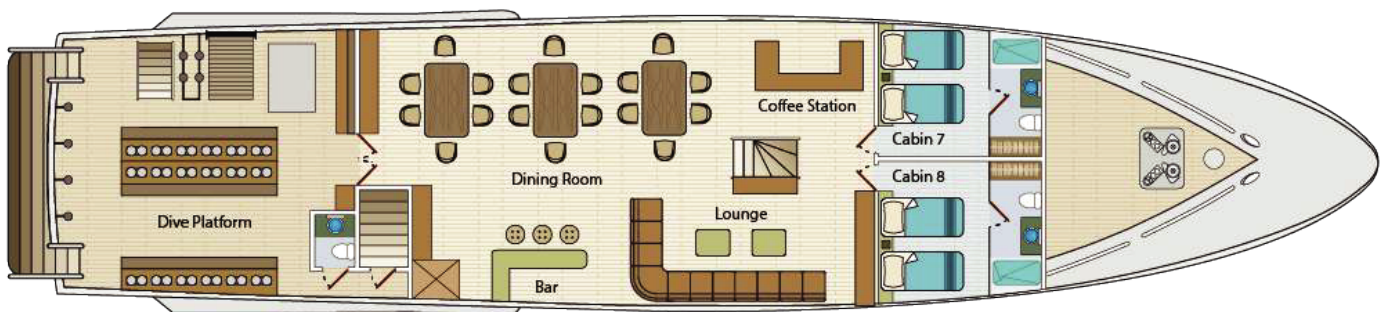 Coffee Station
Cabin 7
Cabin 8
Dining Room
Lounge
Dive Platform
Bar